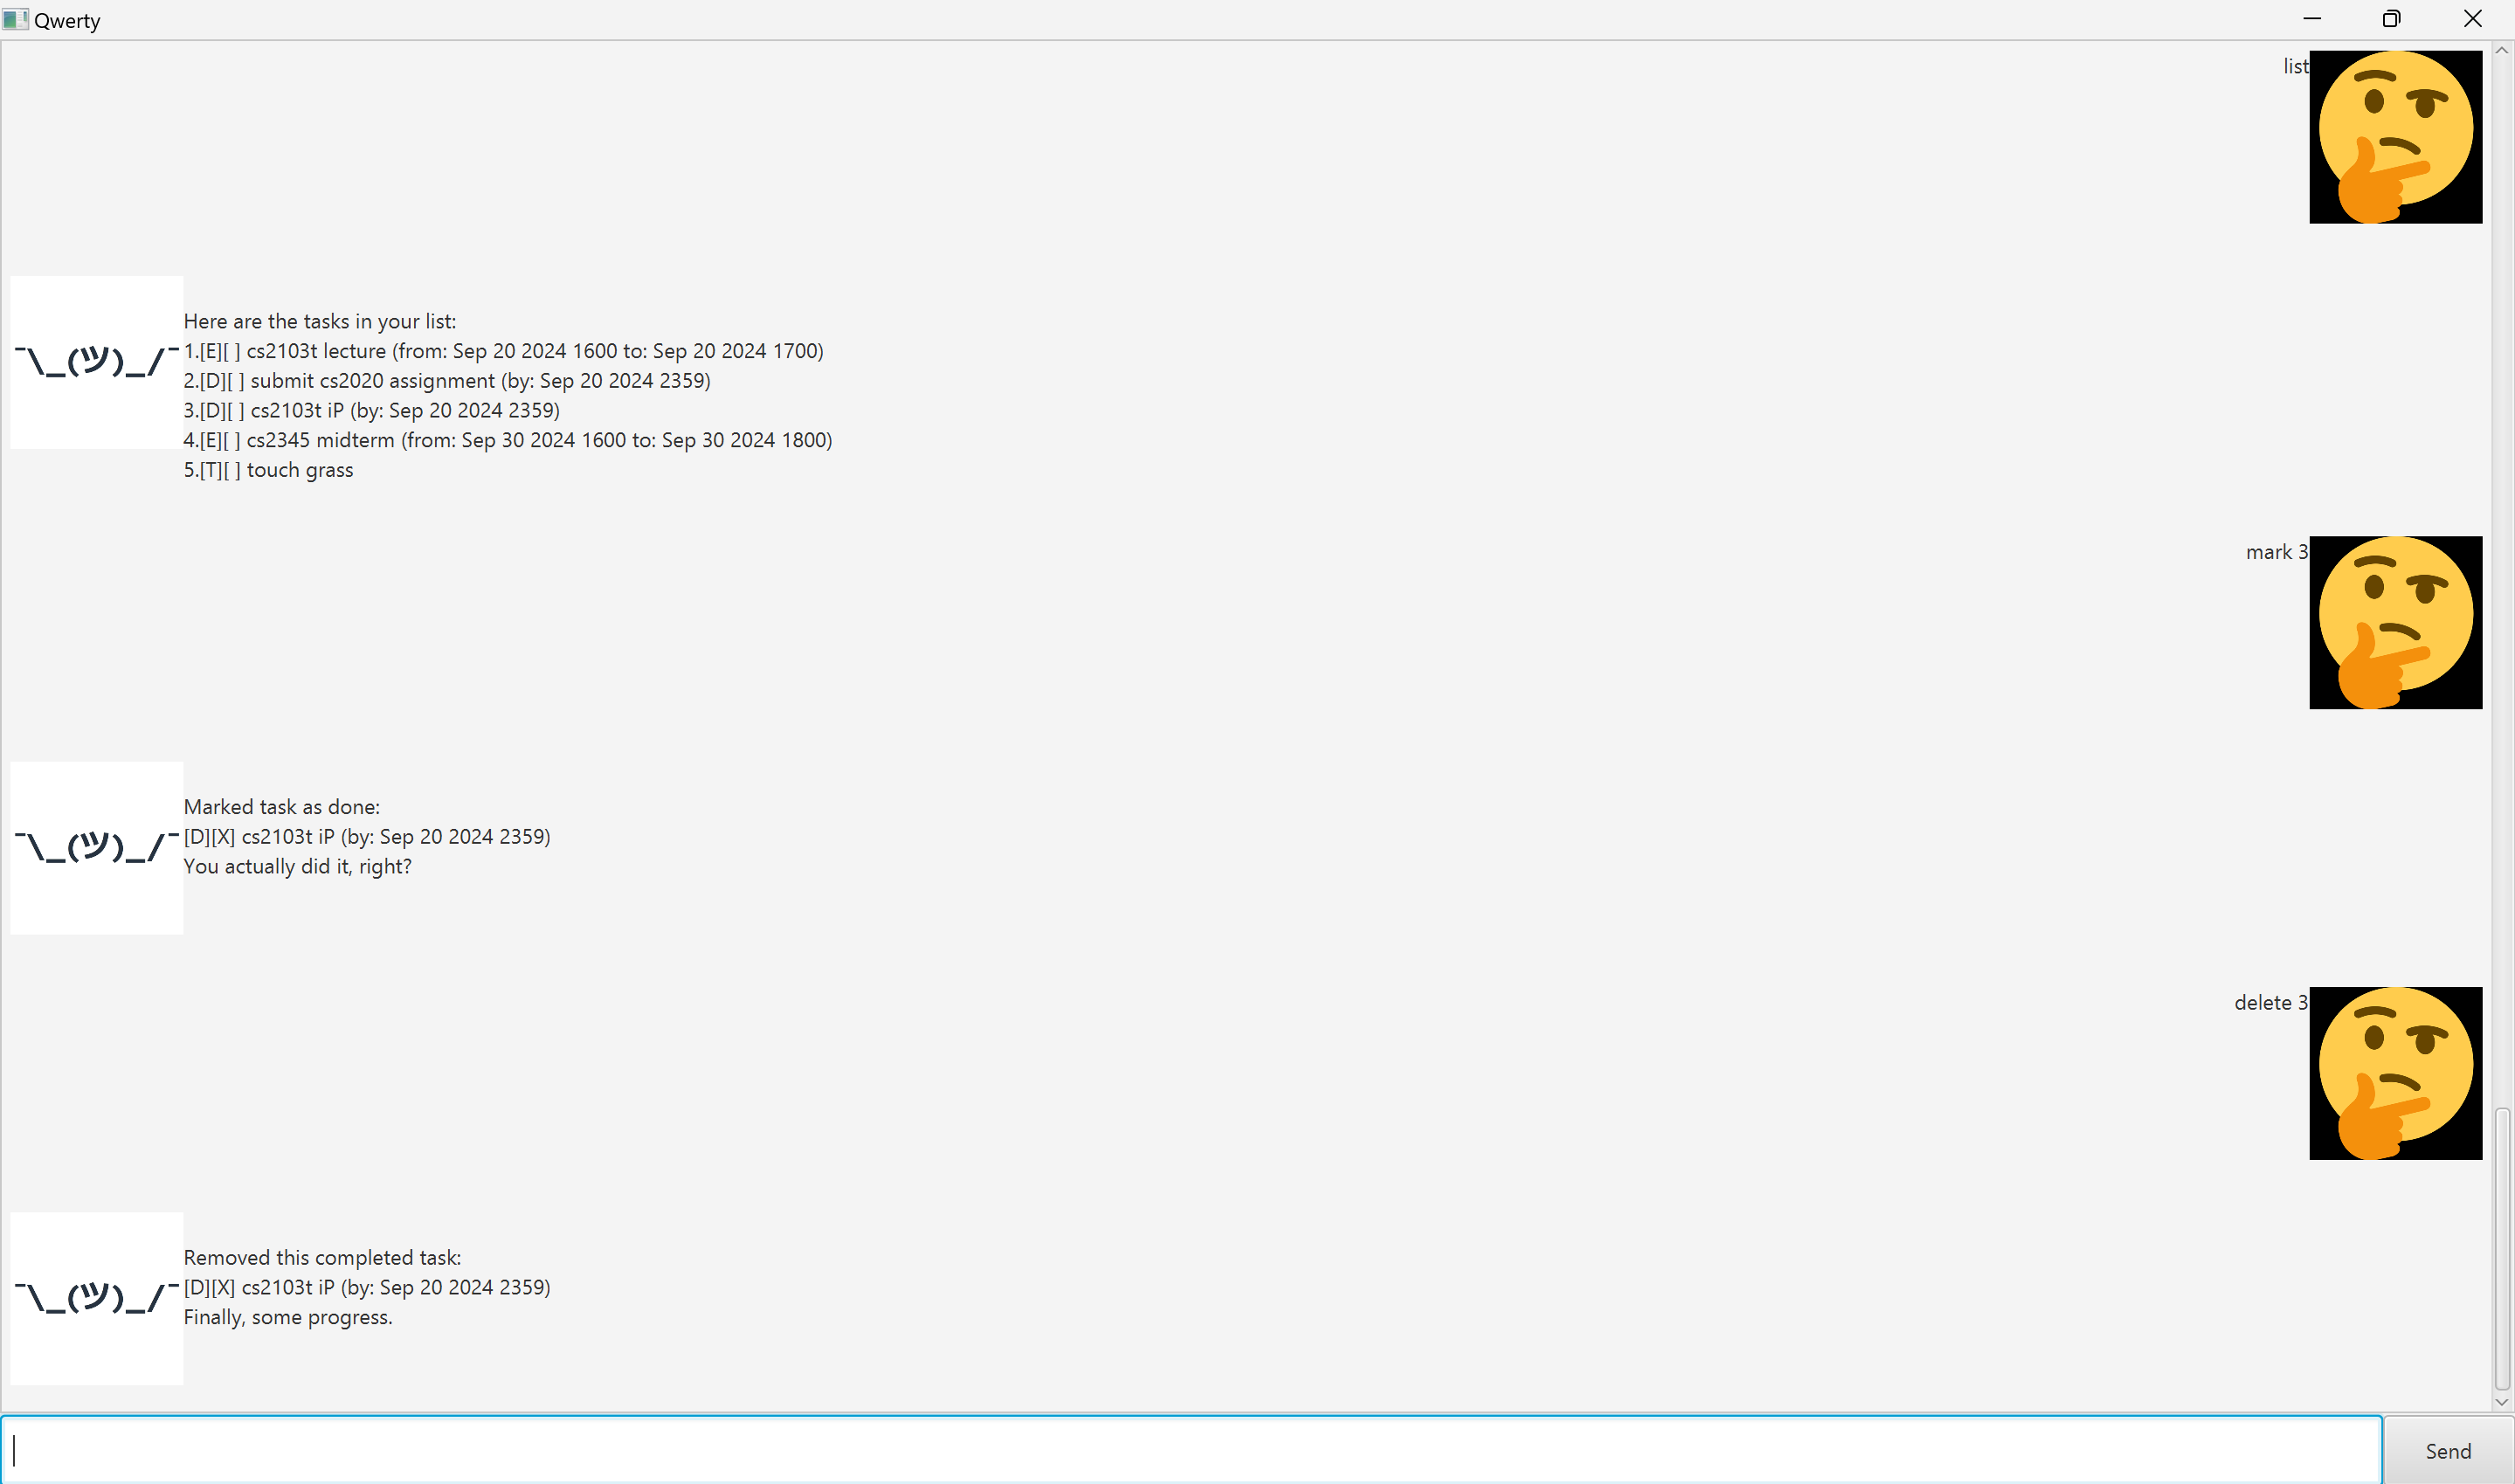 Qwerty
list
¯\_(ツ)_/¯
Here are the tasks in your list:
1.[E][ ] cs2103t lecture (from: Sep 20 2024 1600 to: Sep 20 2024 1700)
2.[D][ ] submit cs2020 assignment (by: Sep 20 2024 2359)
3.[D][ ] cs2103t iP (by: Sep 20 2024 2359)
4.[E][ ] cs2345 midterm (from: Sep 30 2024 1600 to: Sep 30 2024 1800)
5.[T][ ] touch grass
mark 3
¯\_(ツ)_/¯
Marked task as done:
[D][X] cs2103t iP (by: Sep 20 2024 2359)
You actually did it, right?
delete 3
¯\_(ツ)_/¯
Removed this completed task:
[D][X] cs2103t iP (by: Sep 20 2024 2359)
Finally, some progress.
Send